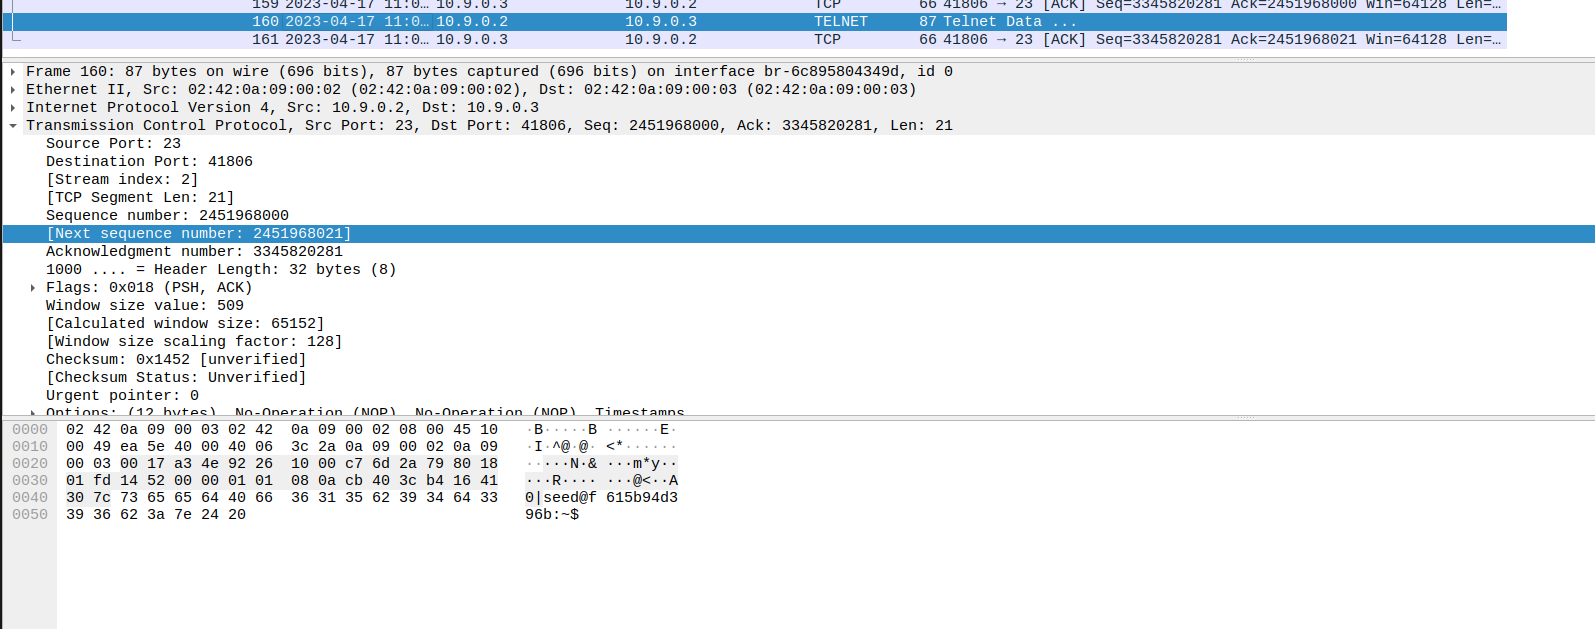 159 2023-04-17 11:0… 10.9.0.3 10.9.0.2 TCP 66 41806 → 23 [ACK] Seq=3345820281 Ack=2451968000 Win=64128 Len=…
160 2023-04-17 11:0… 10.9.0.2 10.9.0.3 TELNET 87 Telnet Data ...
161 2023-04-17 11:0… 10.9.0.3 10.9.0.2 TCP 66 41806 → 23 [ACK] Seq=3345820281 Ack=2451968021 Win=64128 Len=…
Frame 160: 87 bytes on wire (696 bits), 87 bytes captured (696 bits) on interface br-6c895804349d, id 0
Ethernet II, Src: 02:42:0a:09:00:02 (02:42:0a:09:00:02), Dst: 02:42:0a:09:00:03 (02:42:0a:09:00:03)
Internet Protocol Version 4, Src: 10.9.0.2, Dst: 10.9.0.3
Transmission Control Protocol, Src Port: 23, Dst Port: 41806, Seq: 2451968000, Ack: 3345820281, Len: 21
Source Port: 23
Destination Port: 41806
[Stream index: 2]
[TCP Segment Len: 21]
Sequence number: 2451968000
[Next sequence number: 2451968021]
Acknowledgment number: 3345820281
1000 .... = Header Length: 32 bytes (8)
Flags: 0x018 (PSH, ACK)
Window size value: 509
[Calculated window size: 65152]
[Window size scaling factor: 128]
Checksum: 0x1452 [unverified]
[Checksum Status: Unverified]
Urgent pointer: 0
Options: (12 bytes), No-Operation (NOP), No-Operation (NOP), Timestamps
0000 02 42 0a 09 00 03 02 42 0a 09 00 02 08 00 45 10 ·B·····B ······E·
0010 00 49 ea 5e 40 00 40 06 3c 2a 0a 09 00 02 0a 09 ·I·^@·@· <*······
0020 00 03 00 17 a3 4e 92 26 10 00 c7 6d 2a 79 80 18 ·····N·& ···m*y··
0030 01 fd 14 52 00 00 01 01 08 0a cb 40 3c b4 16 41 ···R···· ···@<··A
0040 30 7c 73 65 65 64 40 66 36 31 35 62 39 34 64 33 0|seed@f 615b94d3
0050 39 36 62 3a 7e 24 20 96b:~$